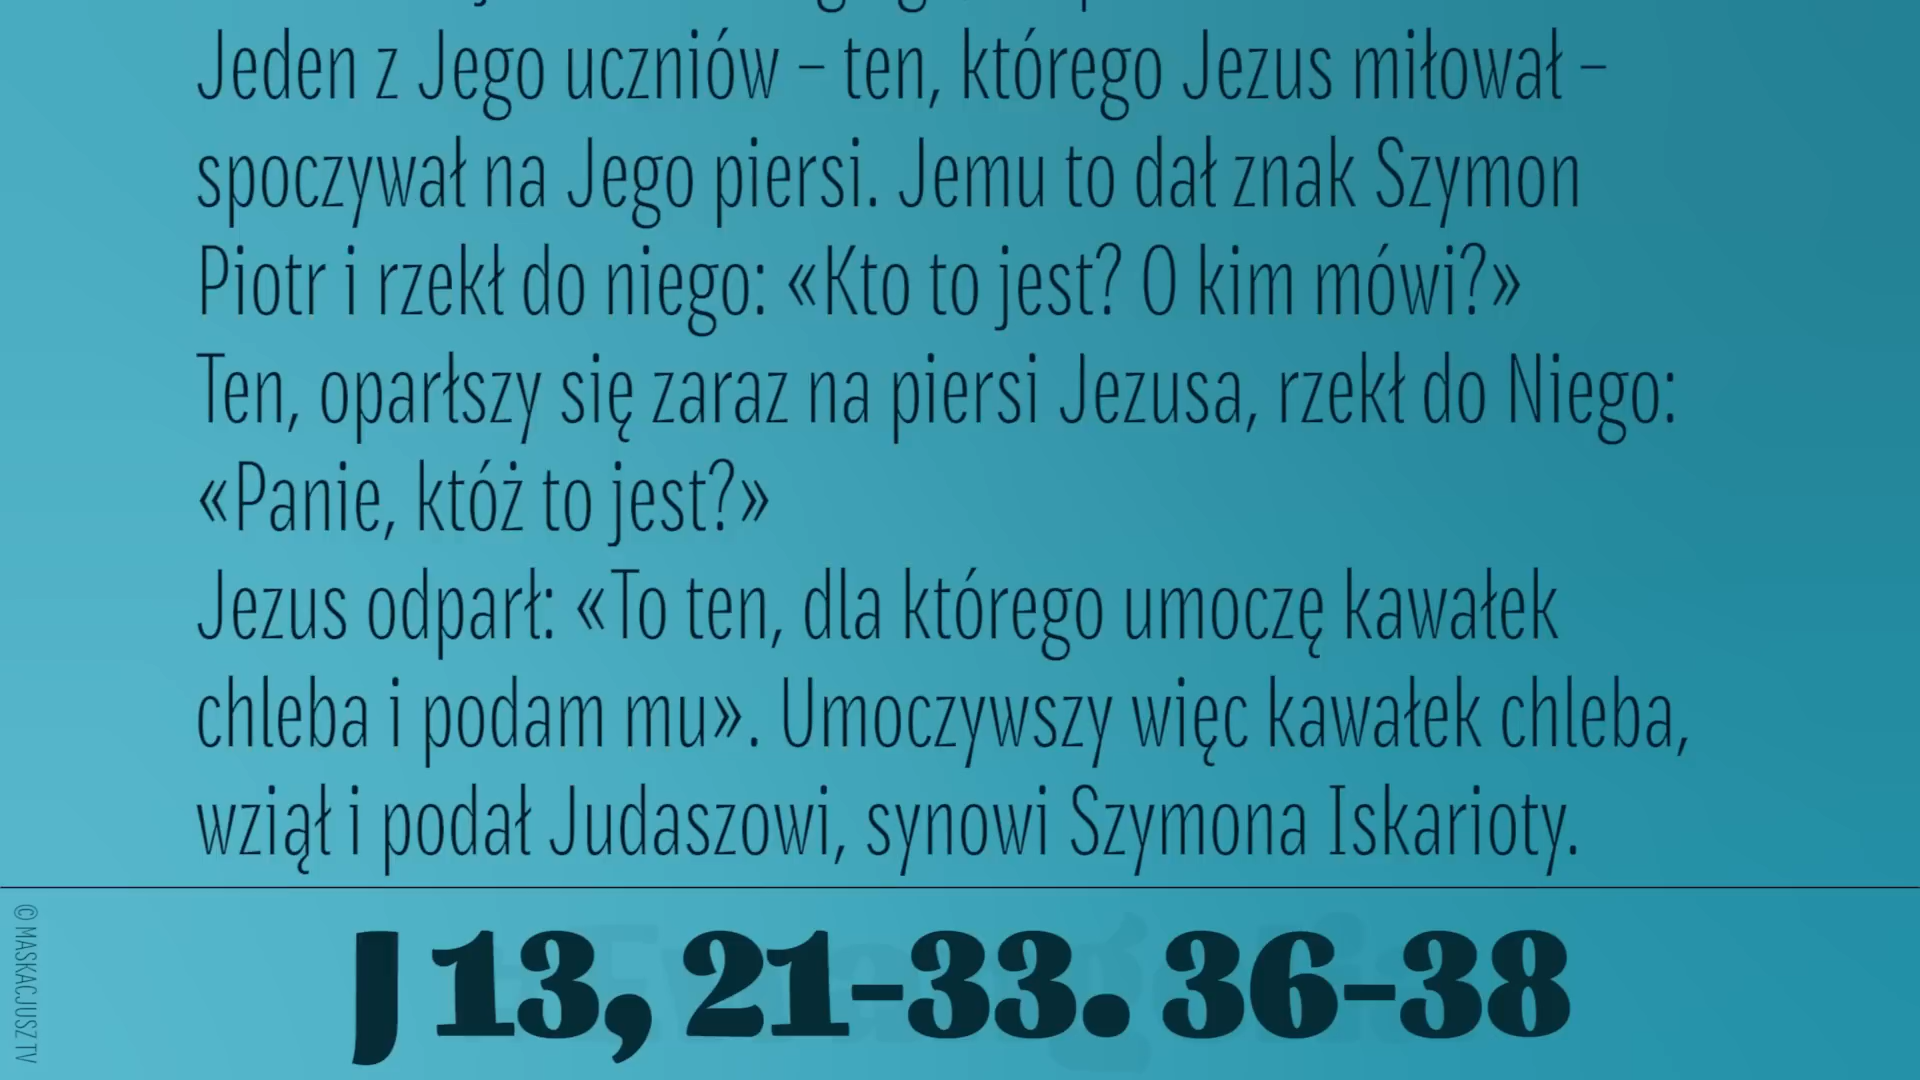 Jeden z Jego uczniów – ten, którego Jezus miłował –
spoczywał na Jego piersi. Jemu to dał znak Szymon
Piotr i rzekł do niego: «Kto to jest? O kim mówi?»
Ten, oparłszy się zaraz na piersi Jezusa, rzekł do Niego:
«Panie, któż to jest?»
Jezus odparł: «To ten, dla którego umoczę kawałek
chleba i podam mu». Umoczywszy więc kawałek chleba,
wziął i podał Judaszowi, synowi Szymona Iskarioty.
J 13, 21-33. 36-38
© MASKACJUSZ TV